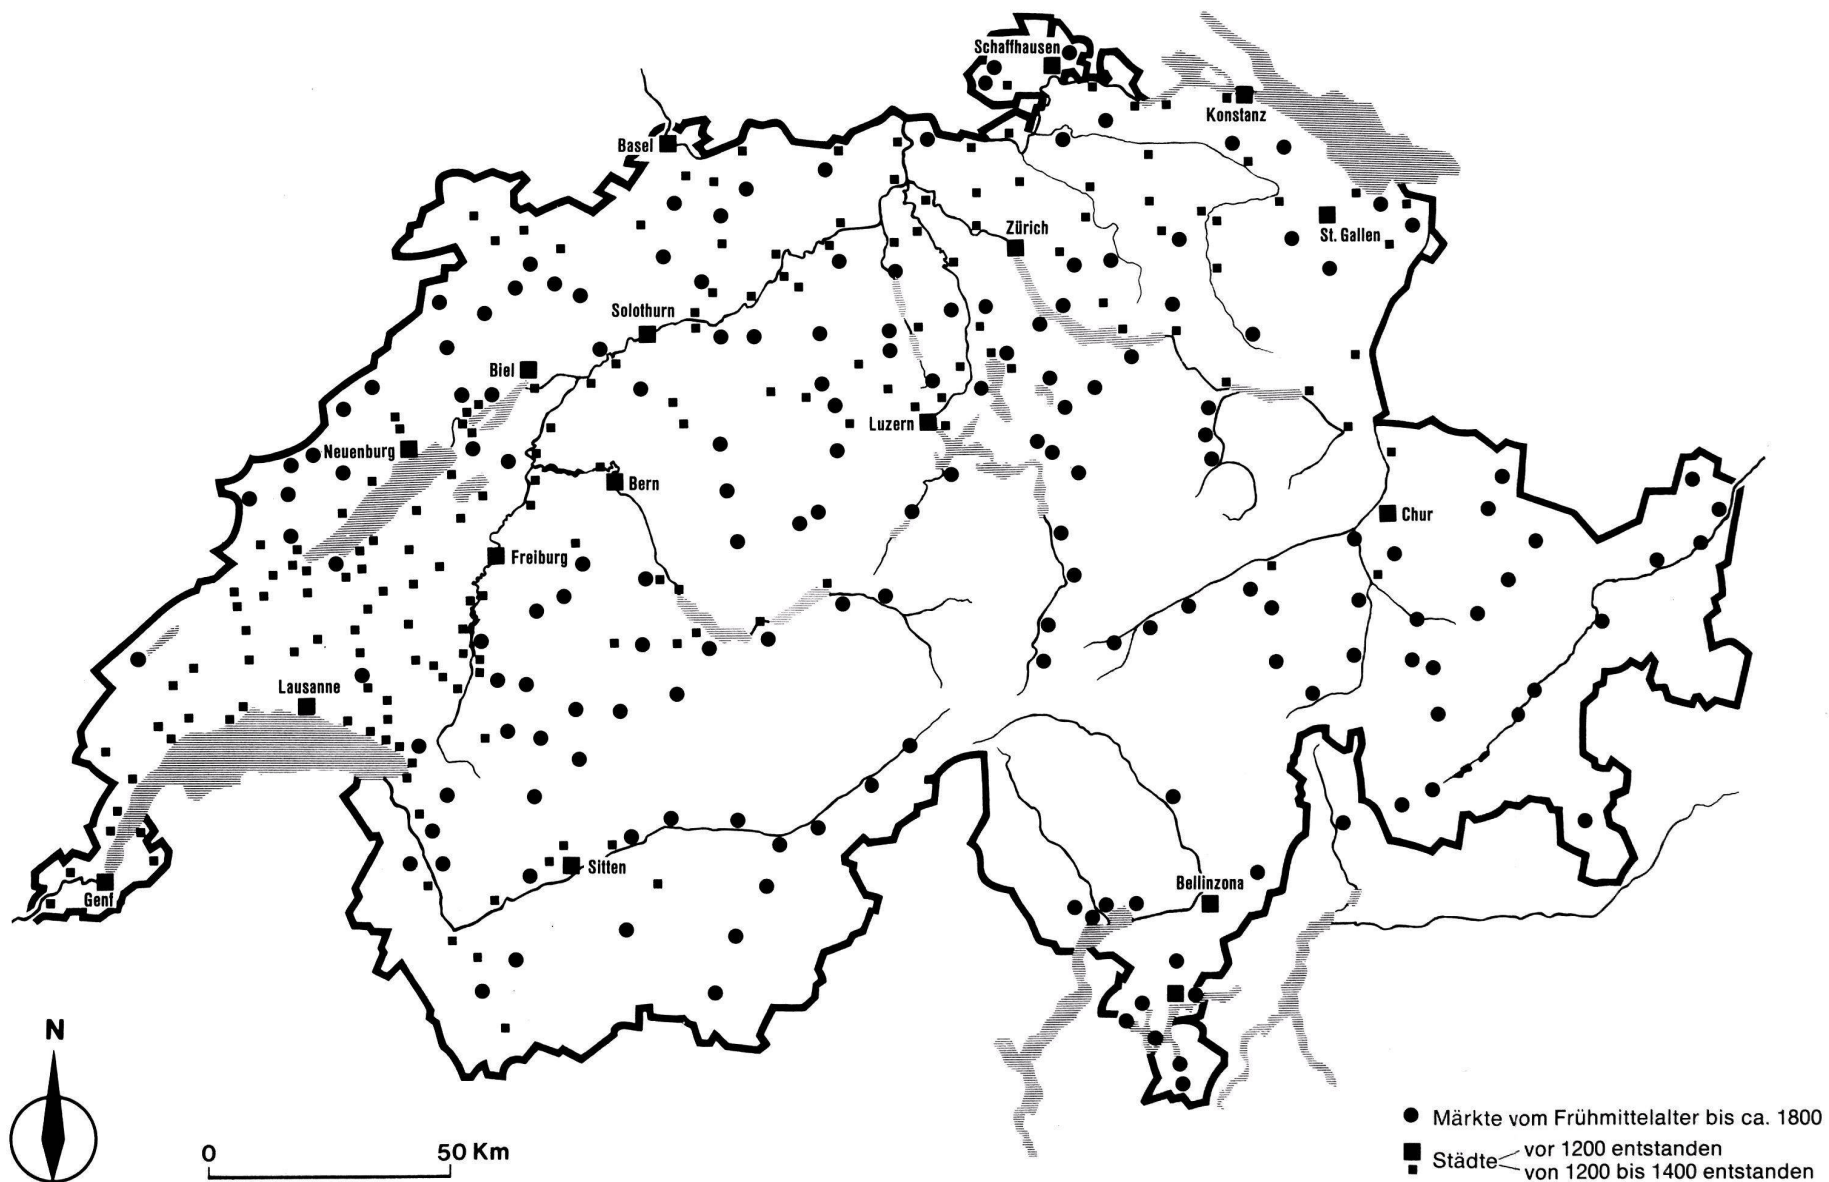 Schaffhausen
Konstanz
Basel
St. Gallen
Zürich
Solothurn
Biel
Luzern
Neuenburg
Bern
Chur
Freiburg
Lausanne
Sitten
Bellinzona
Genf
N
0 50 Km
Märkte vom Frühmittelalter bis ca. 1800
Städte
vor 1200 entstanden
von 1200 bis 1400 entstanden